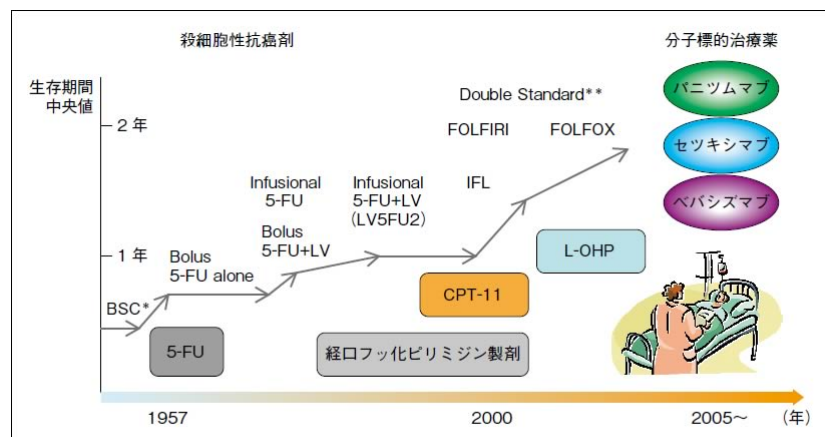 殺細胞性抗癌剤
分子標的治療薬
生存期間
中央値
2年
1年
Double Standard**
FOLFIRI
FOLFOX
パニツムマブ
セツキシマブ
ベバシズマブ
Infusional
5-FU
Infusional
5-FU+LV
(LV5FU2)
IFL
Bolus
5-FU alone
Bolus
5-FU+LV
L-OHP
BSC*
CPT-11
5-FU
経口フッ化ピリミジン製剤
1957
2000
2005～
(年)